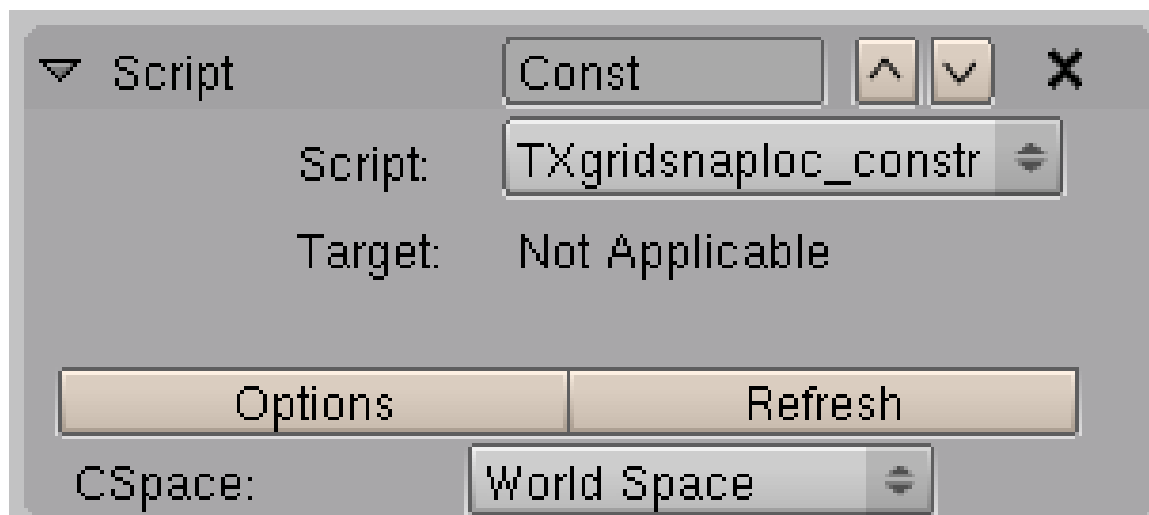 Script Const
Script: TXgridsnaploc_constr
Target: Not Applicable
Options Refresh
CSpace: World Space